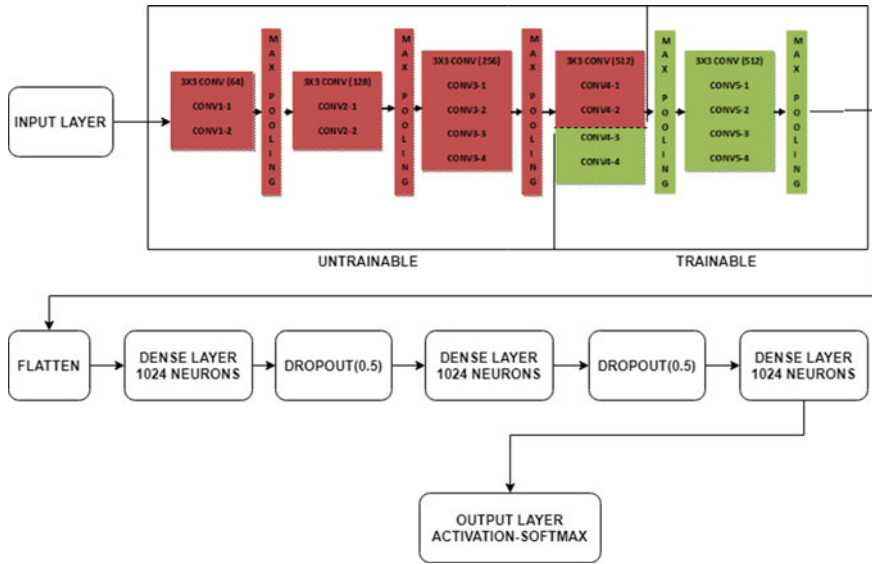 INPUT LAYER
3X3 CONV (64)
CONV1-1
CONV1-2
MAX POOLING
3X3 CONV (128)
CONV2-1
CONV2-2
MAX POOLING
3X3 CONV (256)
CONV3-1
CONV3-2
CONV3-3
CONV3-4
MAX POOLING
3X3 CONV (512)
CONV4-1
CONV4-2
CONV4-3
CONV4-4
MAX POOLING
3X3 CONV (512)
CONV5-1
CONV5-2
CONV5-3
CONV5-4
MAX POOLING
UNTRAINABLE
TRAINABLE
FLATTEN
DENSE LAYER
1024 NEURONS
DROPOUT(0.5)
DENSE LAYER
1024 NEURONS
DROPOUT(0.5)
DENSE LAYER
1024 NEURONS
OUTPUT LAYER
ACTIVATION-SOFTMAX